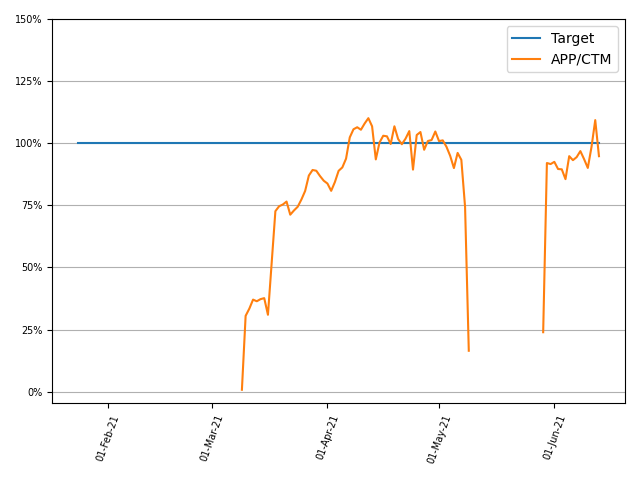 150%
125%
100%
75%
50%
25%
0%
Target
APP/CTM
01-Feb-21
01-Mar-21
01-Apr-21
01-May-21
01-Jun-21